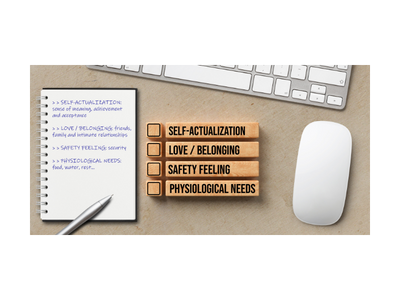 > > SELF-ACTUALIZATION:
sense of meaning, achievement
and acceptance
> > LOVE / BELONGING: friends,
family and intimate relationships
> > SAFETY FEELING: security
> > PHYSIOLOGICAL NEEDS:
food, water, rest...
SELF-ACTUALIZATION
LOVE / BELONGING
SAFETY FEELING
PHYSIOLOGICAL NEEDS